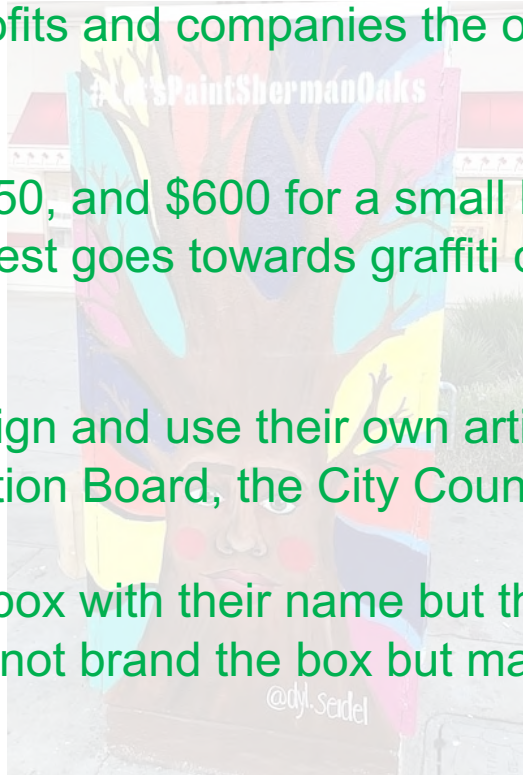 ofits and companies the o
#Let'sPaintShermanOaks
50, and $600 for a small
est goes towards graffiti
ign and use their own arti
tion Board, the City Coun
box with their name but th
not brand the box but ma
@dyl.seidel